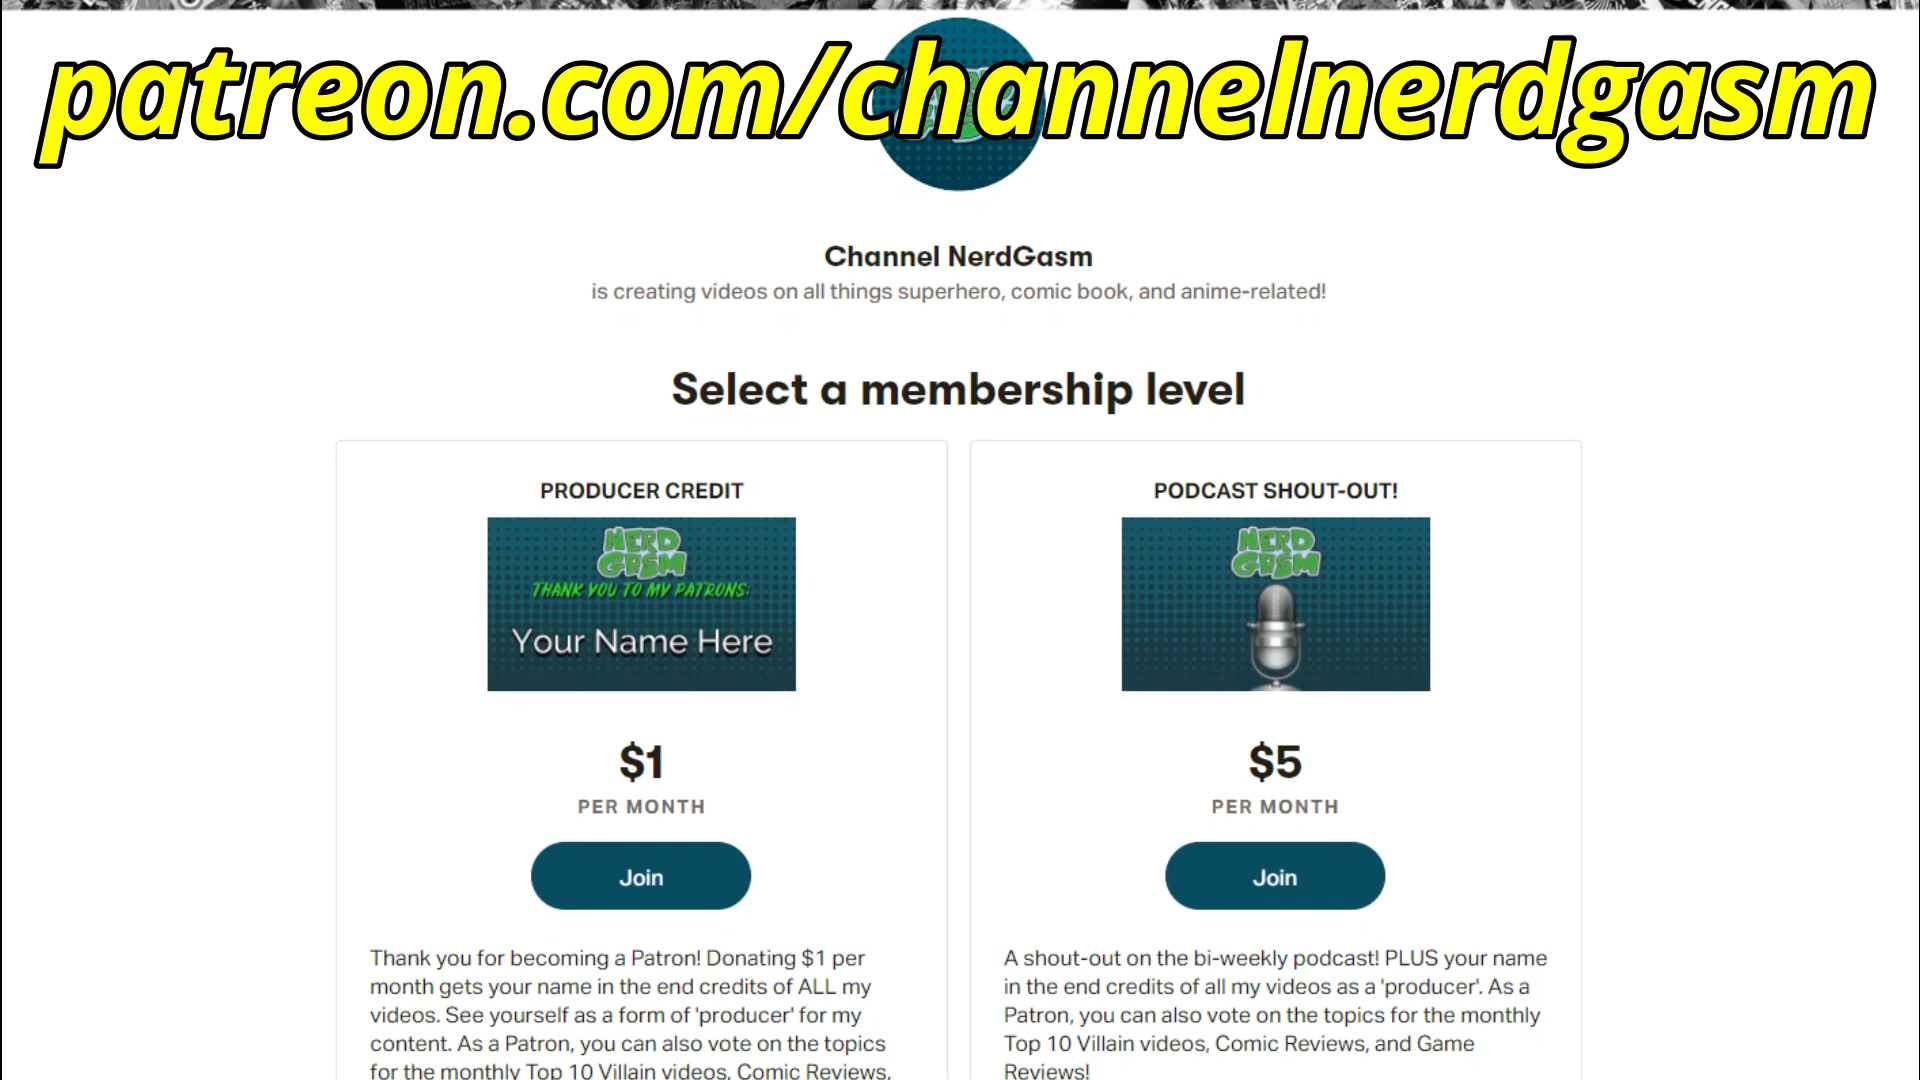 patreon.com/channelnerdgasm
Channel NerdGasm
is creating videos on all things superhero, comic book, and anime-related!
Select a membership level
PRODUCER CREDIT
NERD
GASM
THANK YOU TO MY PATRONS:
Your Name Here
$1
PER MONTH
Join
Thank you for becoming a Patron! Donating $1 per
month gets your name in the end credits of ALL my
videos. See yourself as a form of 'producer' for my
content. As a Patron, you can also vote on the topics
for the monthly Top 10 Villain videos, Comic Reviews,
PODCAST SHOUT-OUT!
NERD
GASM
$5
PER MONTH
Join
A shout-out on the bi-weekly podcast! PLUS your name
in the end credits of all my videos as a 'producer'. As a
Patron, you can also vote on the topics for the monthly
Top 10 Villain videos, Comic Reviews, and Game
Reviews!